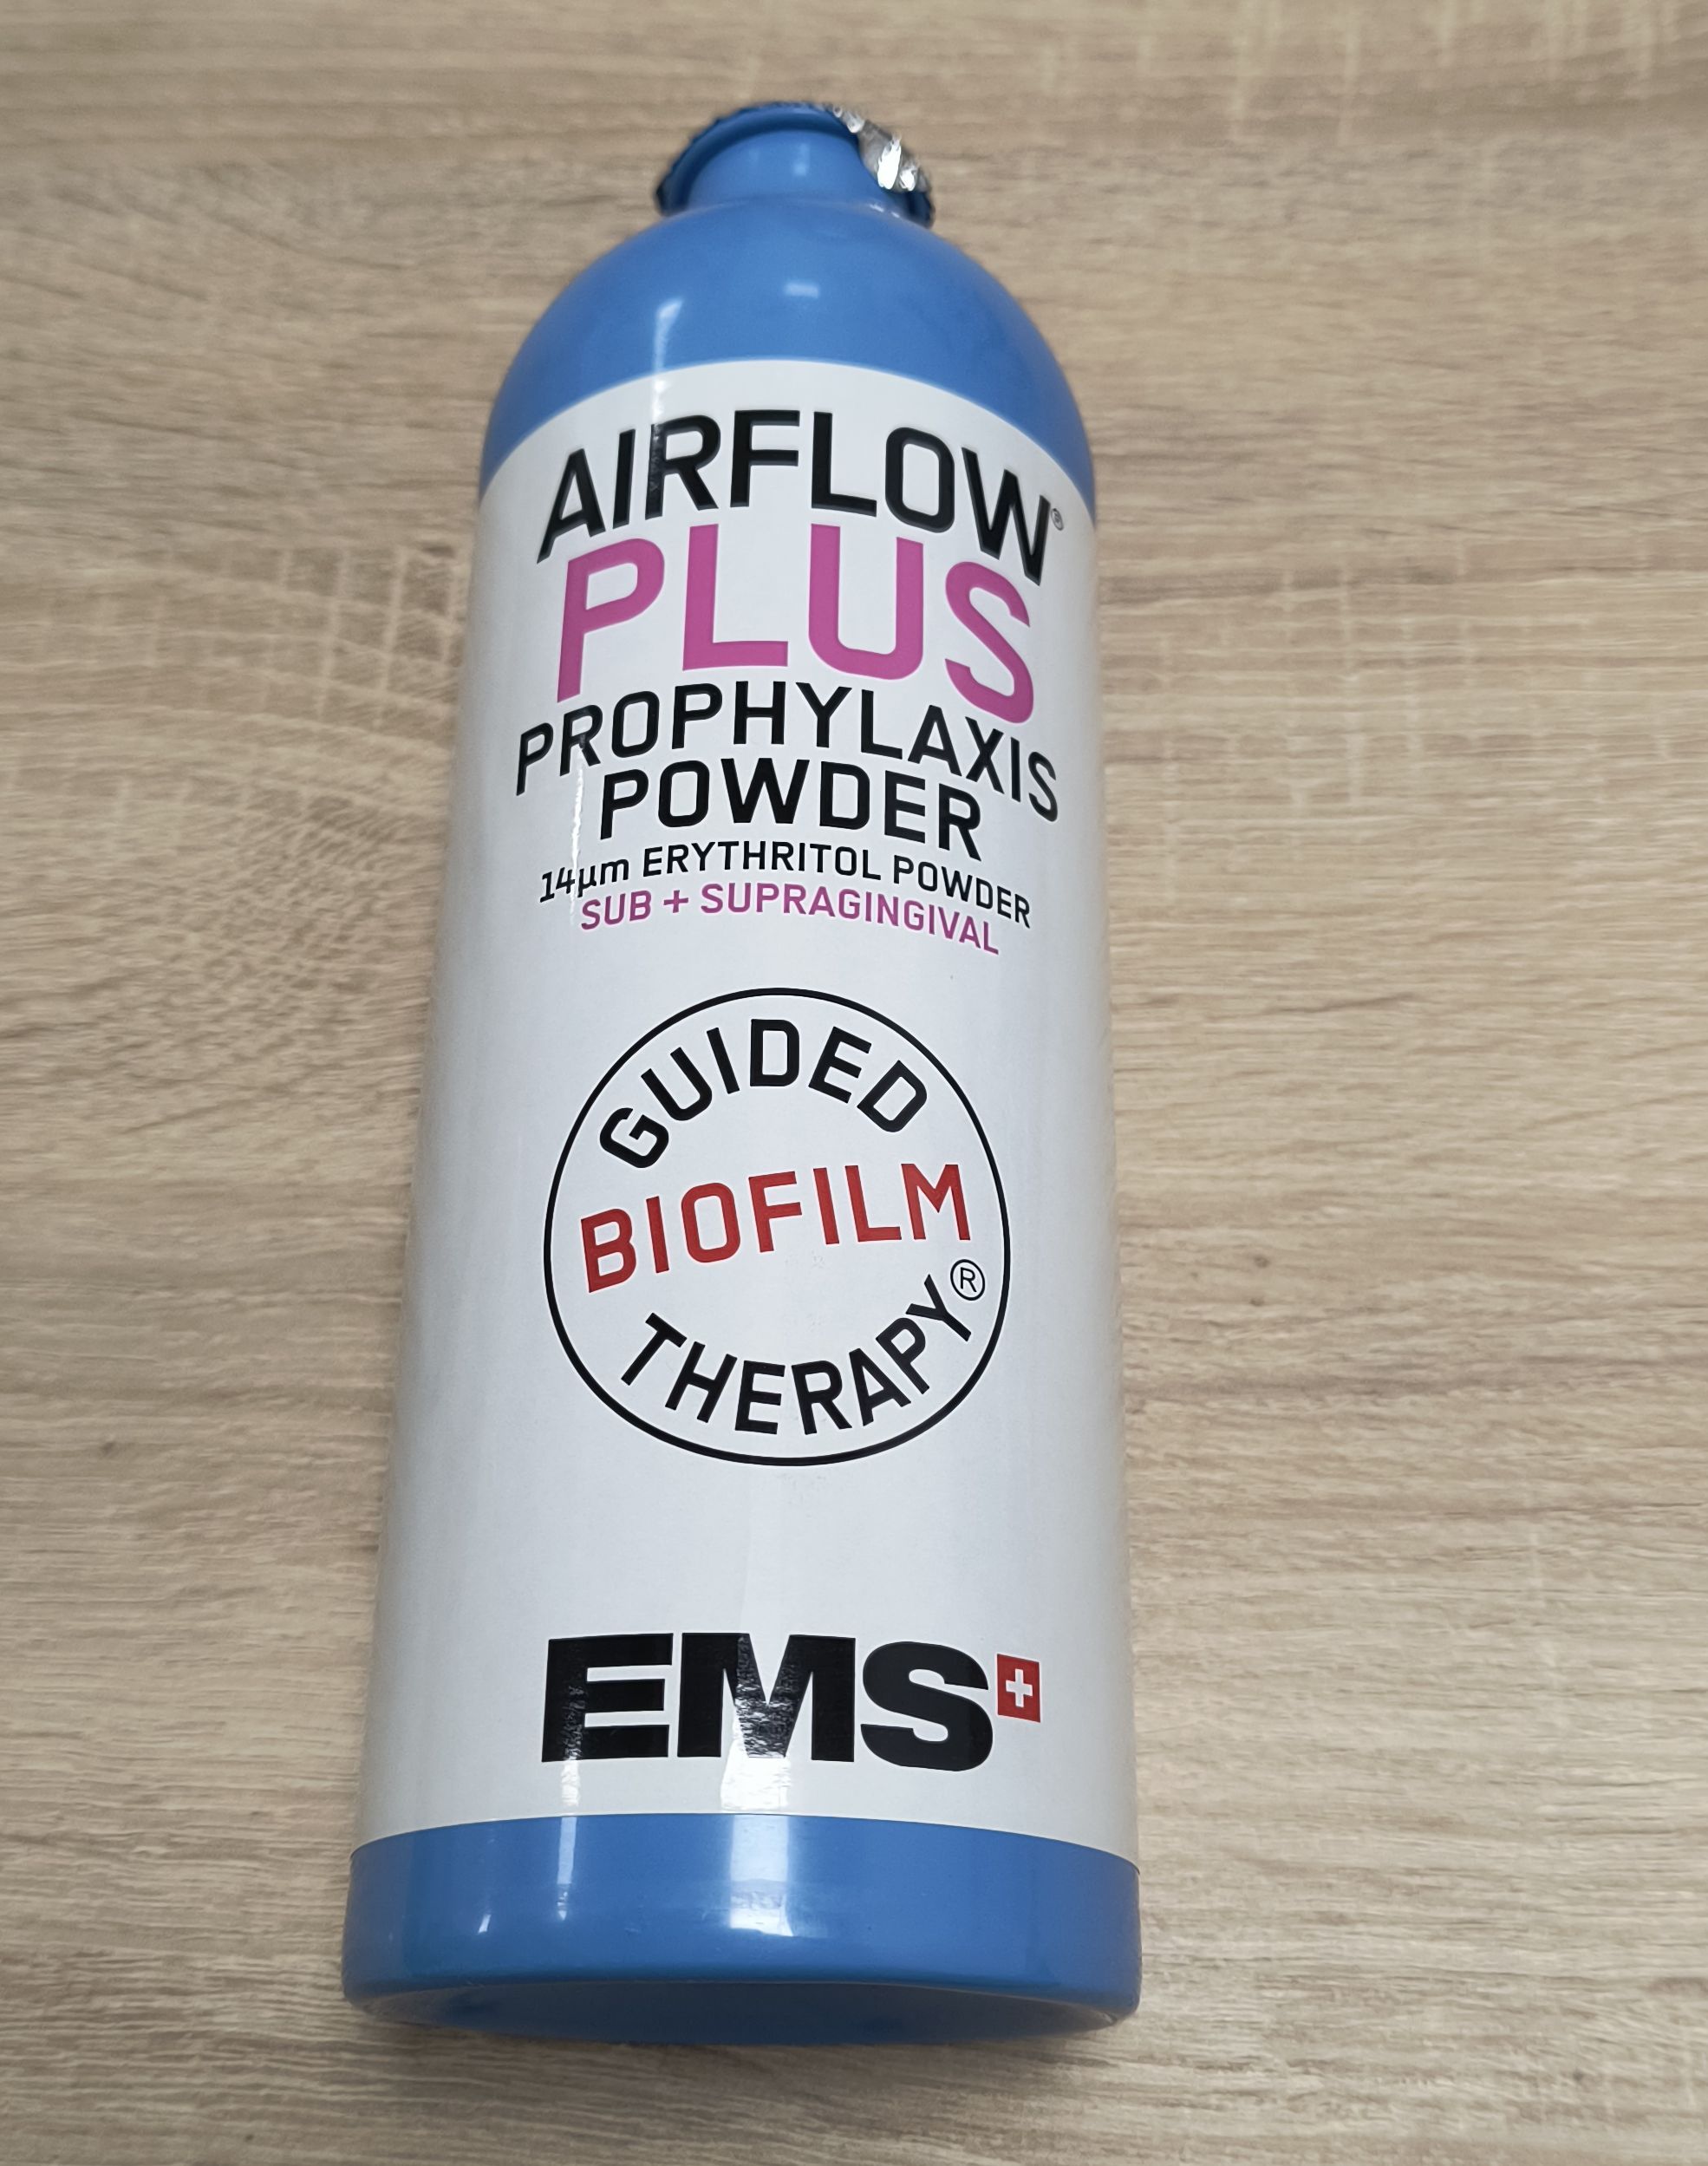 AIRFLOW®
PLUS
PROPHYLAXIS
POWDER
14µm ERYTHRITOL POWDER
SUB + SUPRAGINGIVAL
GUIDED
BIOFILM
THERAPY®
EMS